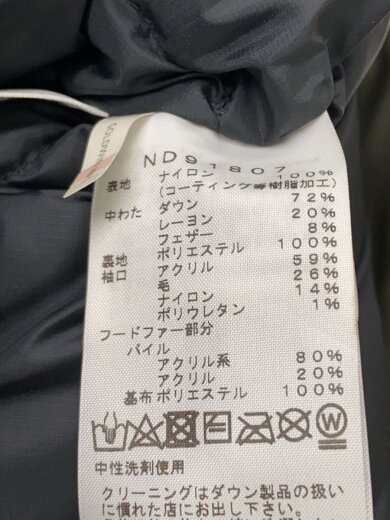 GOLDWIN
ND91807
表地 ナイロン 100%
(コーティング等樹脂加工)
中わた ダウン 72%
レーヨン 20%
フェザー 8%
裏地 ポリエステル 100%
袖口 アクリル 59%
毛 26%
ナイロン 14%
ポリウレタン 1%
フードファー部分
パイル
アクリル系 80%
アクリル 20%
基布ポリエステル 100%
W
中性洗剤使用
クリーニングはダウン製品の扱い
に慣れた店にお出し下さい。